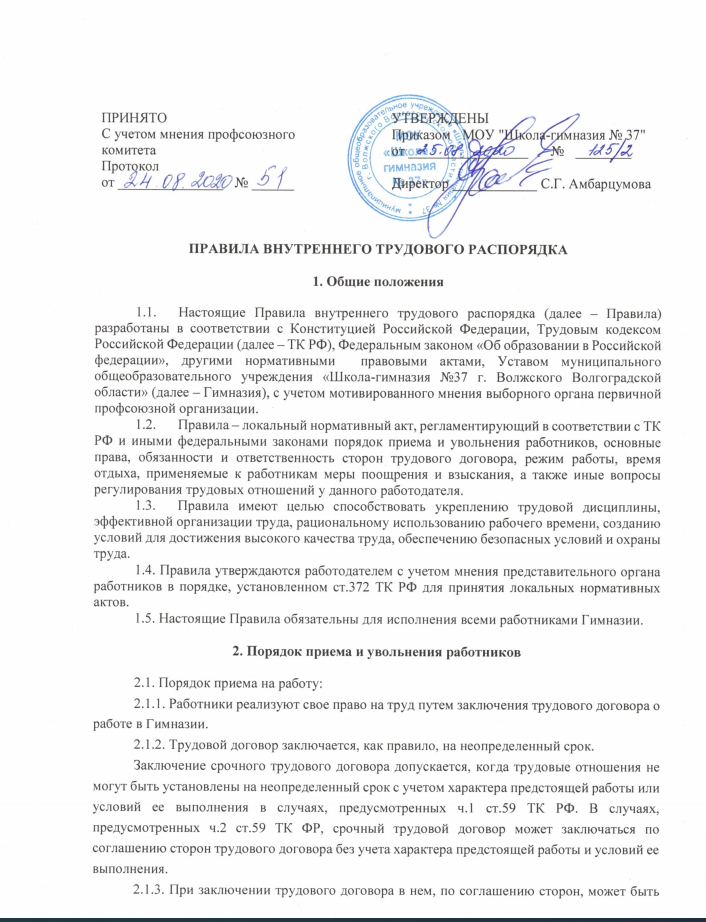 ПРИНЯТО
С учетом мнения профсоюзного
комитета
Протокол
от 24.08.2020 № 51
УТВЕРЖДЕНЫ
Приказом МОУ "Школа-гимназия № 37"
от 25.08.2020 № 125/2
Директор С.Г. Амбарцумова
ПРАВИЛА ВНУТРЕННЕГО ТРУДОВОГО РАСПОРЯДКА
1. Общие положения
1.1. Настоящие Правила внутреннего трудового распорядка (далее – Правила)
разработаны в соответствии с Конституцией Российской Федерации, Трудовым кодексом
Российской Федерации (далее – ТК РФ), Федеральным законом «Об образовании в Российской
федерации», другими нормативными правовыми актами, Уставом муниципального
общеобразовательного учреждения «Школа-гимназия №37 г. Волжского Волгоградской
области» (далее – Гимназия), с учетом мотивированного мнения выборного органа первичной
профсоюзной организации.
1.2. Правила – локальный нормативный акт, регламентирующий в соответствии с ТК
РФ и иными федеральными законами порядок приема и увольнения работников, основные
права, обязанности и ответственность сторон трудового договора, режим работы, время
отдыха, применяемые к работникам меры поощрения и взыскания, а также иные вопросы
регулирования трудовых отношений у данного работодателя.
1.3. Правила имеют целью способствовать укреплению трудовой дисциплины,
эффективной организации труда, рациональному использованию рабочего времени, созданию
условий для достижения высокого качества труда, обеспечению безопасных условий и охраны
труда.
1.4. Правила утверждаются работодателем с учетом мнения представительного органа
работников в порядке, установленном ст.372 ТК РФ для принятия локальных нормативных
актов.
1.5. Настоящие Правила обязательны для исполнения всеми работниками Гимназии.
2. Порядок приема и увольнения работников
2.1. Порядок приема на работу:
2.1.1. Работники реализуют свое право на труд путем заключения трудового договора о
работе в Гимназии.
2.1.2. Трудовой договор заключается, как правило, на неопределенный срок.
Заключение срочного трудового договора допускается, когда трудовые отношения не
могут быть установлены на неопределенный срок с учетом характера предстоящей работы или
условий ее выполнения в случаях, предусмотренных ч.1 ст.59 ТК РФ. В случаях,
предусмотренных ч.2 ст.59 ТК ФР, срочный трудовой договор может заключаться по
соглашению сторон трудового договора без учета характера предстоящей работы и условий ее
выполнения.
2.1.3. При заключении трудового договора в нем, по соглашению сторон, может быть